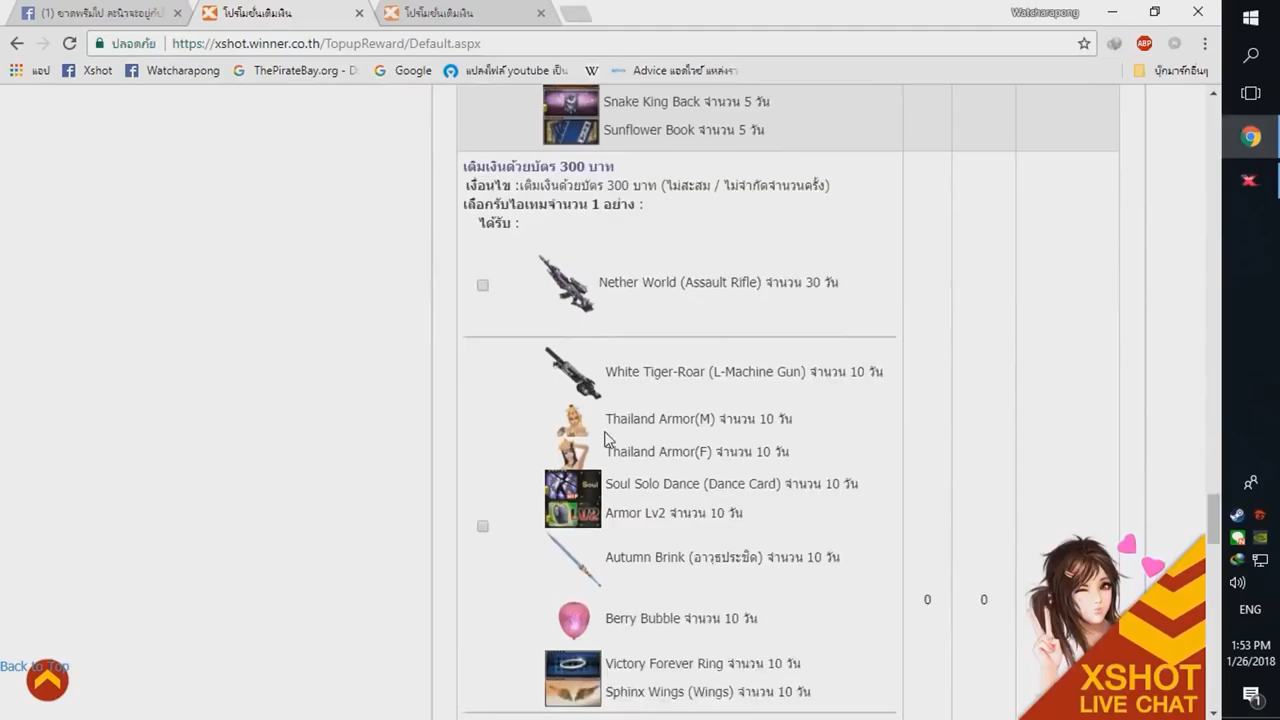 (1) ขาดพรีมไป ละน้าจะอยู่กับ
โปรโมชั่นเติมเงิน
โปรโมชั่นเติมเงิน
Watcharapong
ปลอดภัย
https://xshot.winner.co.th/TopupReward/Default.aspx
ABP
แอป
Xshot
Watcharapong
ThePirateBay.org - D
Google
แปลงไฟล์ youtube เป็น
W
Advice แอดไวซ์ แหล่งรว
บุ๊กมาร์กอื่นๆ
Snake King Back จำนวน 5 วัน
Sunflower Book จำนวน 5 วัน
เติมเงินด้วยบัตร 300 บาท
เงื่อนไข :เติมเงินด้วยบัตร 300 บาท (ไม่สะสม / ไม่จำกัดจำนวนครั้ง)
เลือกรับไอเทมจำนวน 1 อย่าง :
ได้รับ :
Nether World (Assault Rifle) จำนวน 30 วัน
White Tiger-Roar (L-Machine Gun) จำนวน 10 วัน
Thailand Armor(M) จำนวน 10 วัน
Thailand Armor(F) จำนวน 10 วัน
Soul
Soul Solo Dance (Dance Card) จำนวน 10 วัน
LV2
Armor Lv2 จำนวน 10 วัน
Autumn Brink (อาวุธประชิด) จำนวน 10 วัน
0
0
Berry Bubble จำนวน 10 วัน
Victory Forever Ring จำนวน 10 วัน
Sphinx Wings (Wings) จำนวน 10 วัน
Back to Top
XSHOT
LIVE CHAT
ENG
1:53 PM
1/26/2018
1